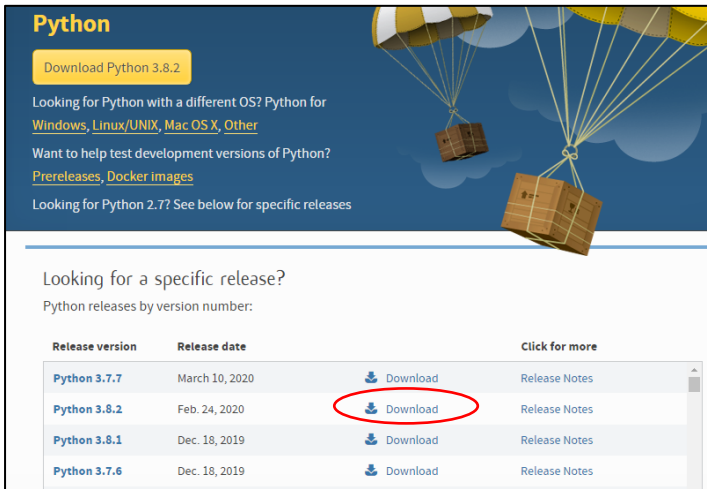 Python
Download Python 3.8.2
Looking for Python with a different OS? Python for
Windows, Linux/UNIX, Mac OS X, Other
Want to help test development versions of Python?
Prereleases, Docker images
Looking for Python 2.7? See below for specific releases
Looking for a specific release?
Python releases by version number:
Release version Release date Click for more
Python 3.7.7 March 10, 2020 Download Release Notes
Python 3.8.2 Feb. 24, 2020 Download Release Notes
Python 3.8.1 Dec. 18, 2019 Download Release Notes
Python 3.7.6 Dec. 18, 2019 Download Release Notes